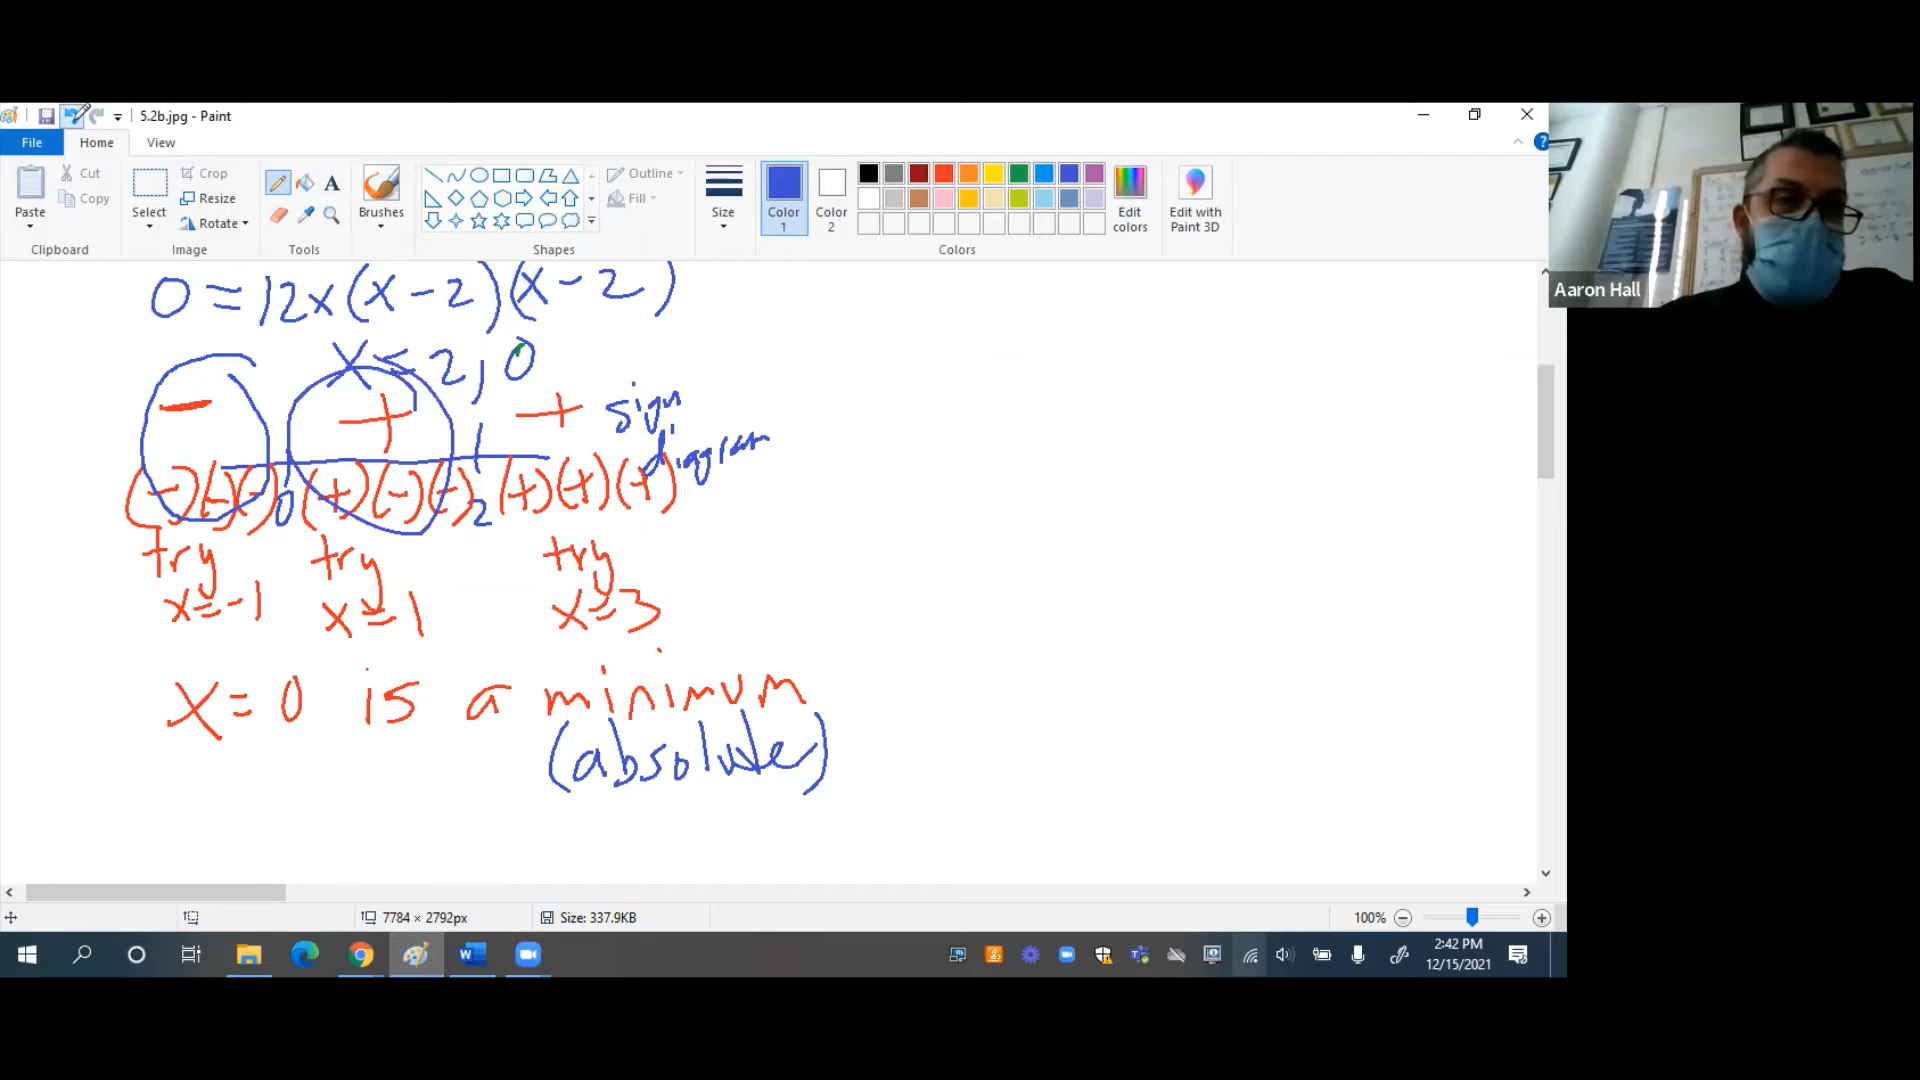 5.2b.jpg - Paint
File Home View
Paste
Cut
Copy
Clipboard
Select
Crop
Resize
Rotate
Image
A
Tools
Brushes
Shapes
Outline
Fill
Size
Color
1
Color
2
Edit
colors
Colors
Edit with
Paint 3D
?
Aaron Hall
0=12x(x-2)(x-2)
x=2,0
- + + sign
diagram
(-)(-)(-) 0 (+)(-)(-) 2 (+)(+)(+)
try try try
x=-1 x=1 x=3
x=0 is a minimum
(absolute)
7784 × 2792px Size: 337.9KB 100%
2:42 PM
12/15/2021